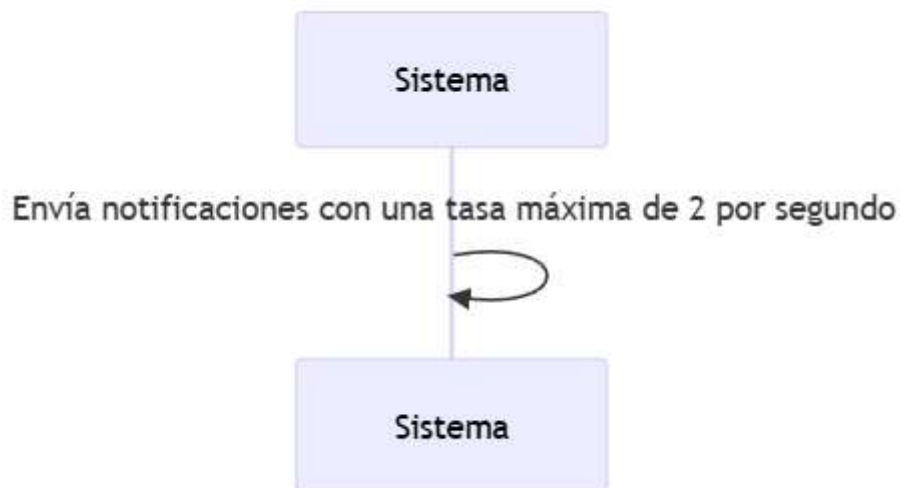 Sistema
Envía notificaciones con una tasa máxima de 2 por segundo
Sistema